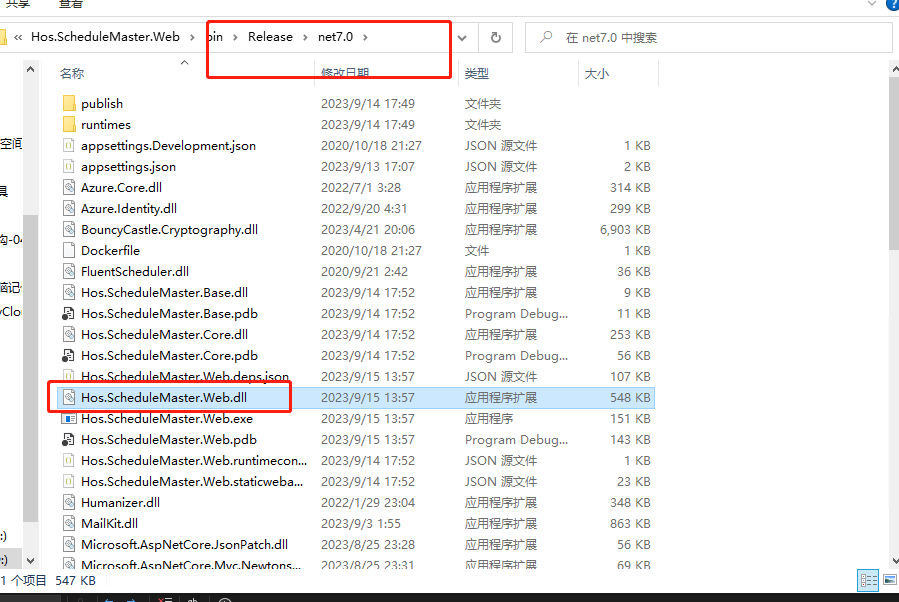 共享 查看
« Hos.ScheduleMaster.Web › bin › Release › net7.0 ›
在 net7.0 中搜索
名称 修改日期 类型 大小
publish 2023/9/14 17:49 文件夹
runtimes 2023/9/14 17:49 文件夹
appsettings.Development.json 2020/10/18 21:27 JSON 源文件 1 KB
appsettings.json 2023/9/13 17:07 JSON 源文件 2 KB
Azure.Core.dll 2022/7/1 3:28 应用程序扩展 314 KB
Azure.Identity.dll 2022/9/20 4:31 应用程序扩展 299 KB
BouncyCastle.Cryptography.dll 2023/4/21 20:06 应用程序扩展 6,903 KB
Dockerfile 2020/10/18 21:27 文件 1 KB
FluentScheduler.dll 2020/9/21 2:42 应用程序扩展 36 KB
Hos.ScheduleMaster.Base.dll 2023/9/14 17:52 应用程序扩展 9 KB
Hos.ScheduleMaster.Base.pdb 2023/9/14 17:52 Program Debug... 11 KB
Hos.ScheduleMaster.Core.dll 2023/9/14 17:52 应用程序扩展 253 KB
Hos.ScheduleMaster.Core.pdb 2023/9/14 17:52 Program Debug... 56 KB
Hos.ScheduleMaster.Web.deps.json 2023/9/15 13:57 JSON 源文件 107 KB
Hos.ScheduleMaster.Web.dll 2023/9/15 13:57 应用程序扩展 548 KB
Hos.ScheduleMaster.Web.exe 2023/9/15 13:57 应用程序 151 KB
Hos.ScheduleMaster.Web.pdb 2023/9/15 13:57 Program Debug... 143 KB
Hos.ScheduleMaster.Web.runtimecon... 2023/9/14 17:52 JSON 源文件 1 KB
Hos.ScheduleMaster.Web.staticweba... 2023/9/14 17:52 JSON 源文件 23 KB
Humanizer.dll 2022/1/29 23:04 应用程序扩展 348 KB
MailKit.dll 2023/9/3 1:55 应用程序扩展 863 KB
Microsoft.AspNetCore.JsonPatch.dll 2023/8/25 23:28 应用程序扩展 56 KB
Microsoft.AspNetCore.Mvc.Newtons... 2023/8/25 23:31 应用程序扩展 69 KB
空间
具
:)
:)
1 个项目 547 KB